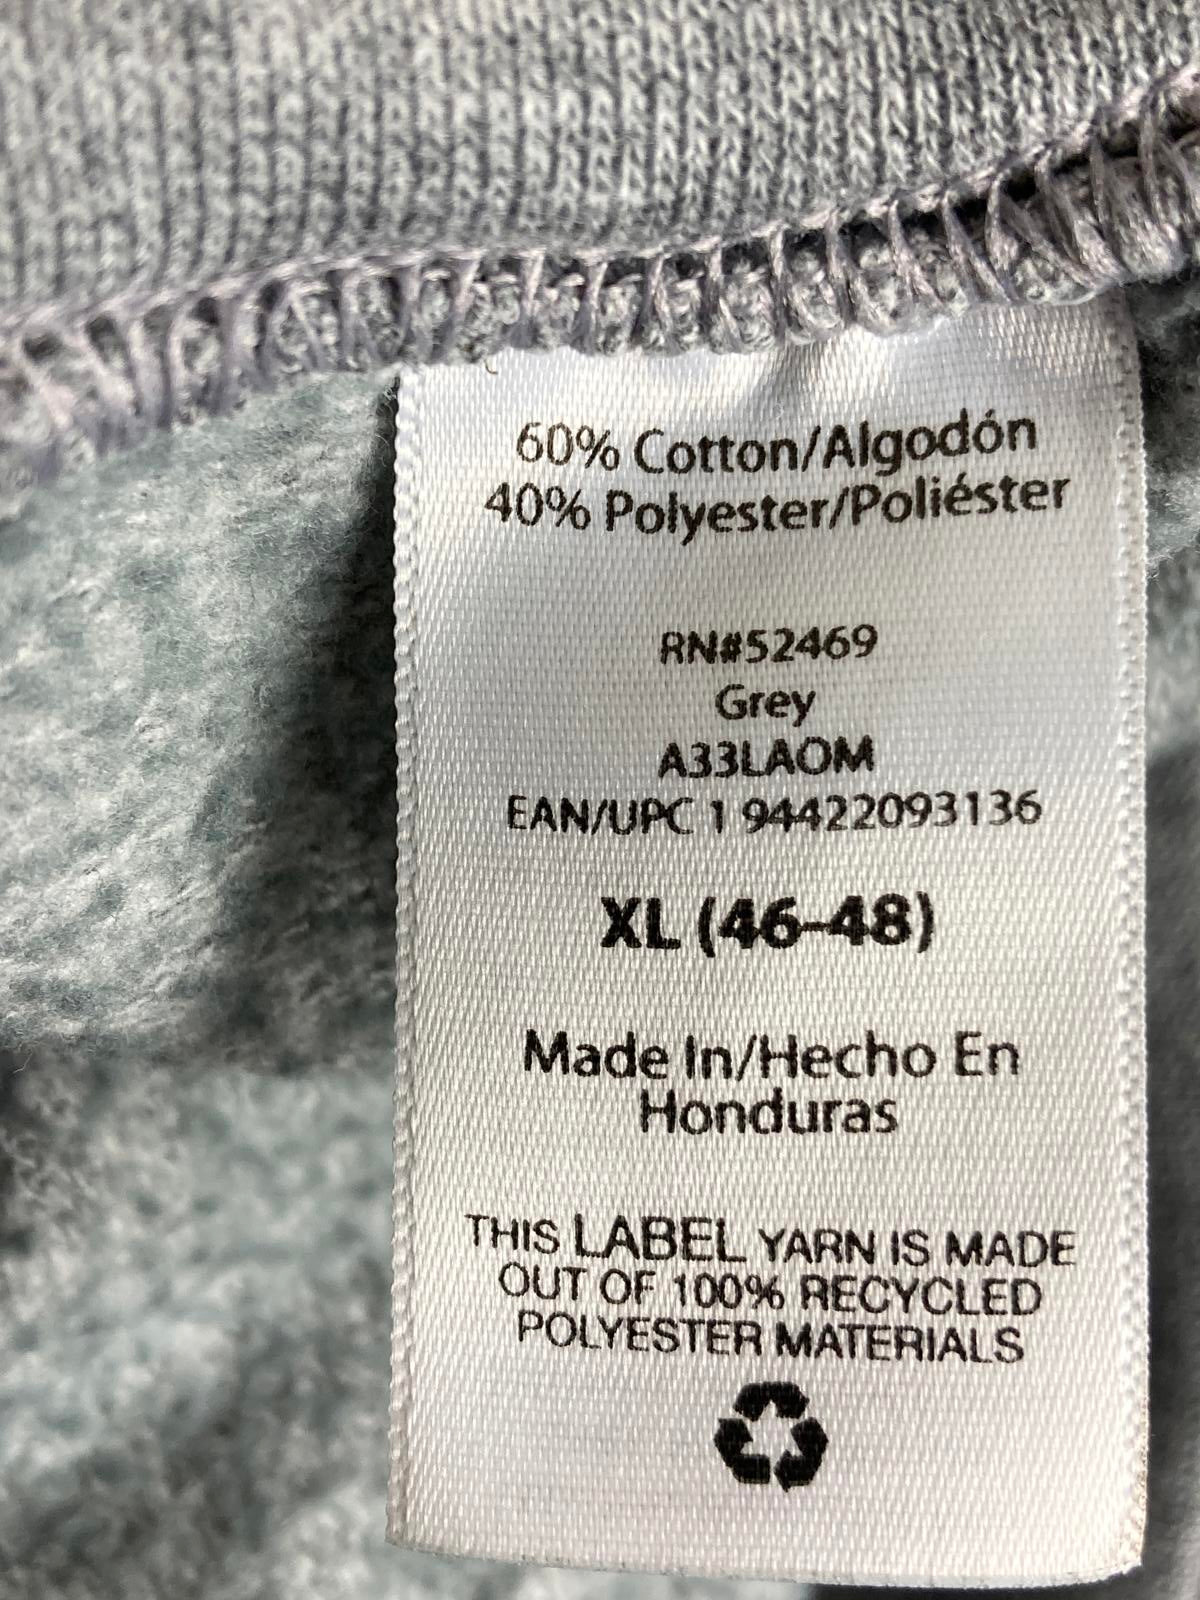 60% Cotton/Algodón
40% Polyester/Poliéster
RN#52469
Grey
A33LAOM
EAN/UPC 1 94422093136
XL (46-48)
Made In/Hecho En
Honduras
THIS LABEL YARN IS MADE
OUT OF 100% RECYCLED
POLYESTER MATERIALS